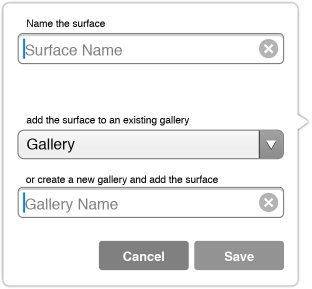 Name the surface
Surface Name
add the surface to an existing gallery
Gallery
or create a new gallery and add the surface
Gallery Name
Cancel Save